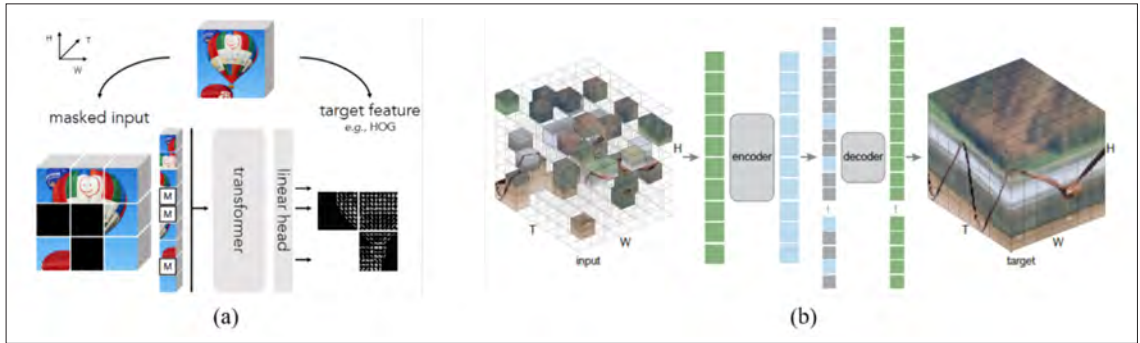 H
T
W
masked input
target feature
e.g., HOG
M
M
M
transformer
linear head
(a)
H
T
W
input
encoder
decoder
H
T
W
target
(b)